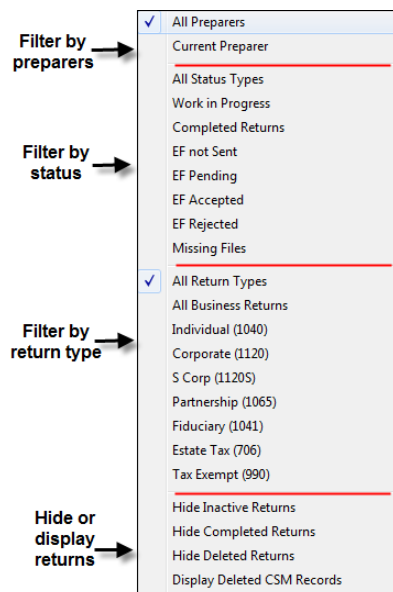 Filter by
preparers
All Preparers
Current Preparer
Filter by
status
All Status Types
Work in Progress
Completed Returns
EF not Sent
EF Pending
EF Accepted
EF Rejected
Missing Files
Filter by
return type
All Return Types
All Business Returns
Individual (1040)
Corporate (1120)
S Corp (1120S)
Partnership (1065)
Fiduciary (1041)
Estate Tax (706)
Tax Exempt (990)
Hide or
display
returns
Hide Inactive Returns
Hide Completed Returns
Hide Deleted Returns
Display Deleted CSM Records